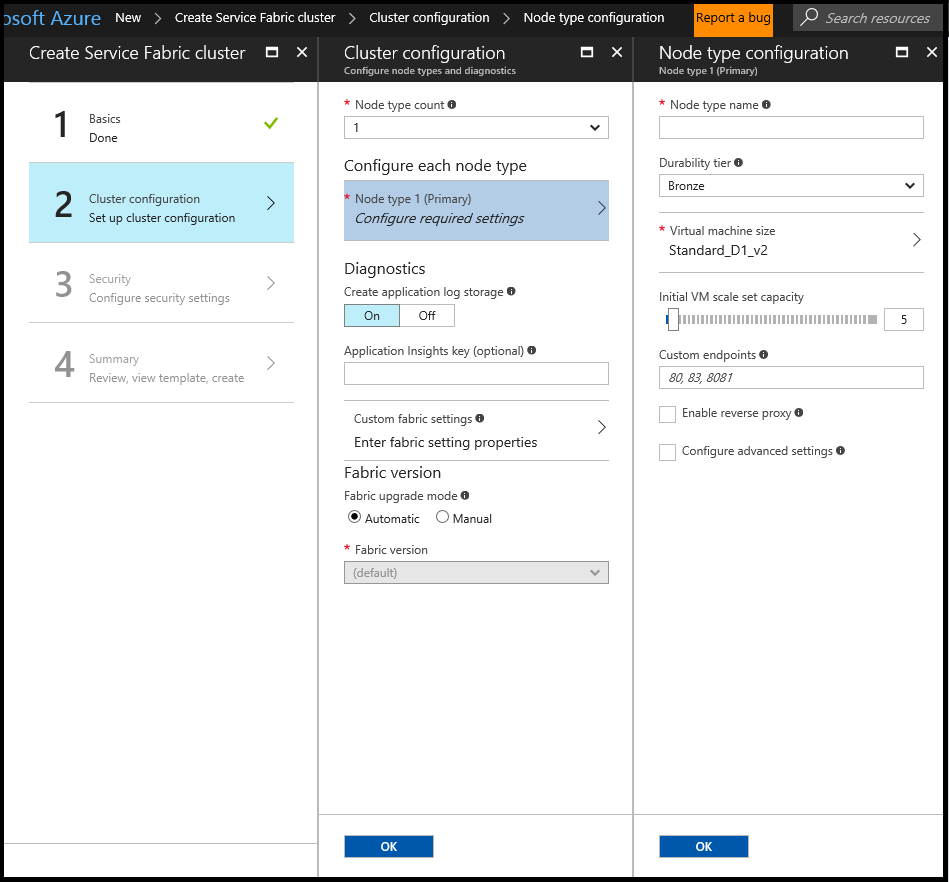 osoft Azure New > Create Service Fabric cluster > Cluster configuration > Node type configuration Report a bug Search resources
Create Service Fabric cluster
1
Basics
Done
2
Cluster configuration
Set up cluster configuration
3
Security
Configure security settings
4
Summary
Review, view template, create
Cluster configuration
Configure node types and diagnostics
* Node type count
1
Configure each node type
* Node type 1 (Primary)
Configure required settings
Diagnostics
Create application log storage
On Off
Application Insights key (optional)
Custom fabric settings
Enter fabric setting properties
Fabric version
Fabric upgrade mode
Automatic Manual
* Fabric version
(default)
OK
Node type configuration
Node type 1 (Primary)
* Node type name
Durability tier
Bronze
* Virtual machine size
Standard_D1_v2
Initial VM scale set capacity
5
Custom endpoints
80, 83, 8081
Enable reverse proxy
Configure advanced settings
OK